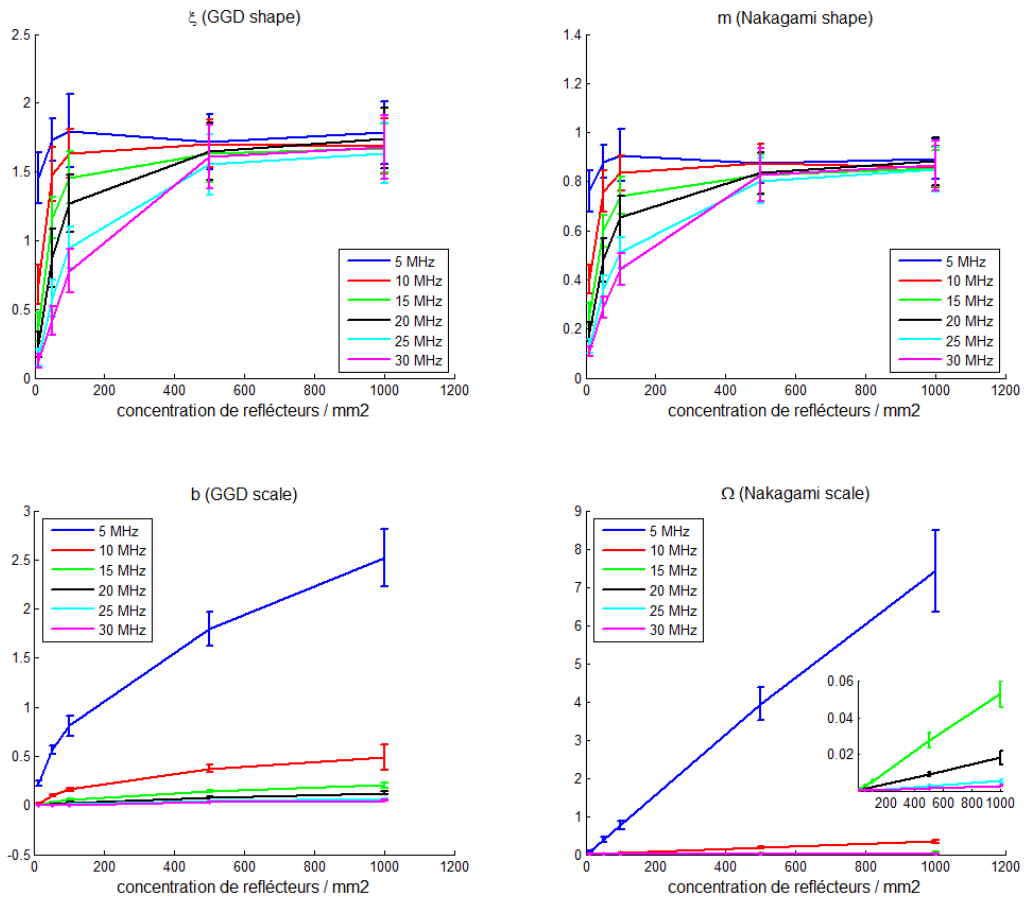 ξ (GGD shape)
2.5
2
1.5
1
0.5
0
0
200
400
600
800
1000
1200
5 MHz
10 MHz
15 MHz
20 MHz
25 MHz
30 MHz
concentration de reflécteurs / mm2
m (Nakagami shape)
1.4
1.2
1
0.8
0.6
0.4
0.2
0
0
200
400
600
800
1000
1200
5 MHz
10 MHz
15 MHz
20 MHz
25 MHz
30 MHz
concentration de reflécteurs / mm2
b (GGD scale)
3
2.5
2
1.5
1
0.5
0
-0.5
0
200
400
600
800
1000
1200
5 MHz
10 MHz
15 MHz
20 MHz
25 MHz
30 MHz
concentration de reflécteurs / mm2
Ω (Nakagami scale)
9
8
7
6
5
4
3
2
1
0
0
200
400
600
800
1000
1200
5 MHz
10 MHz
15 MHz
20 MHz
25 MHz
30 MHz
0.06
0.04
0.02
200
400
600
800
1000
concentration de reflécteurs / mm2